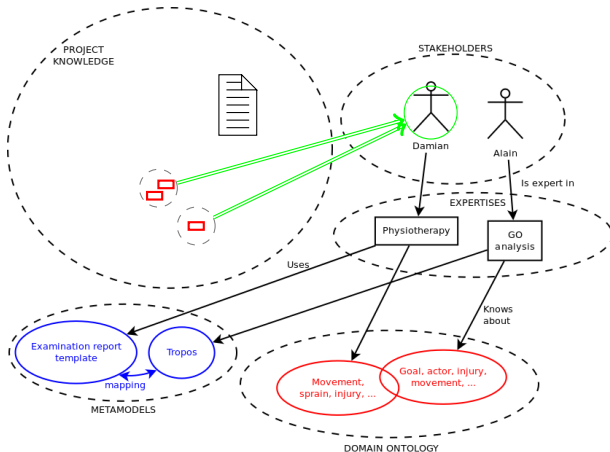 PROJECT
KNOWLEDGE
STAKEHOLDERS
Damian
Alain
Is expert in
EXPERTISES
Physiotherapy
GO
analysis
Uses
Knows
about
Examination report
template
Tropos
mapping
METAMODELS
Movement,
sprain, injury, ...
Goal, actor, injury,
movement, ...
DOMAIN ONTOLOGY